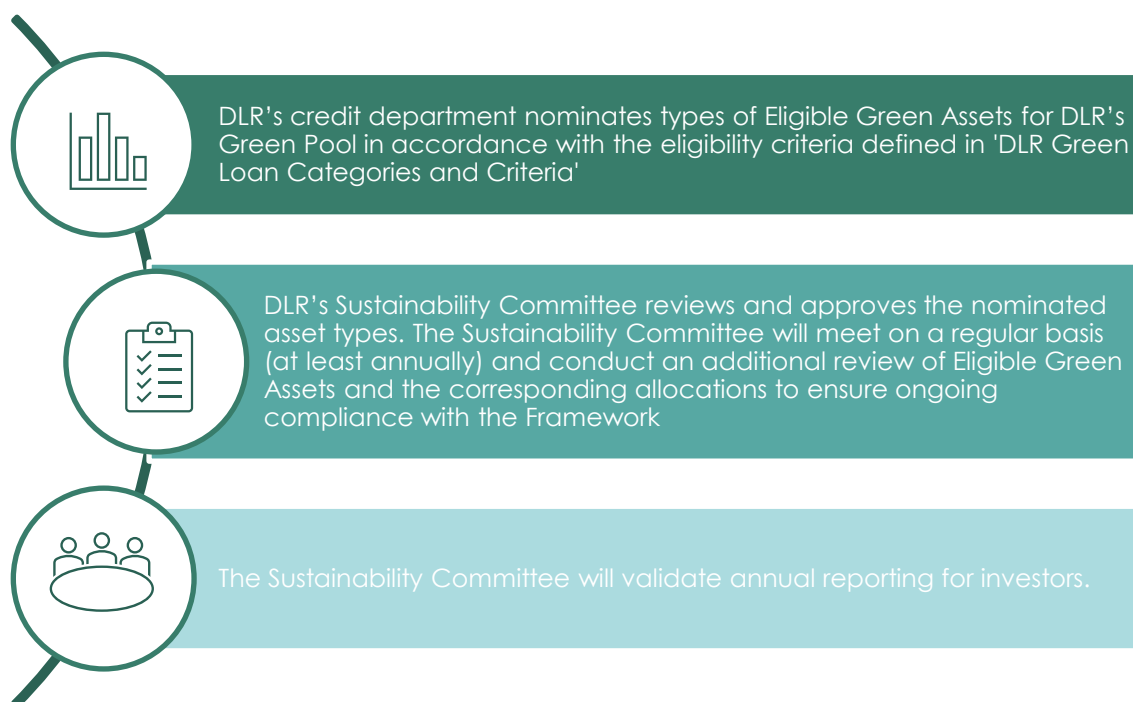 DLR’s credit department nominates types of Eligible Green Assets for DLR’s
Green Pool in accordance with the eligibility criteria defined in 'DLR Green
Loan Categories and Criteria'
DLR’s Sustainability Committee reviews and approves the nominated
asset types. The Sustainability Committee will meet on a regular basis
(at least annually) and conduct an additional review of Eligible Green
Assets and the corresponding allocations to ensure ongoing
compliance with the Framework
The Sustainability Committee will validate annual reporting for investors.